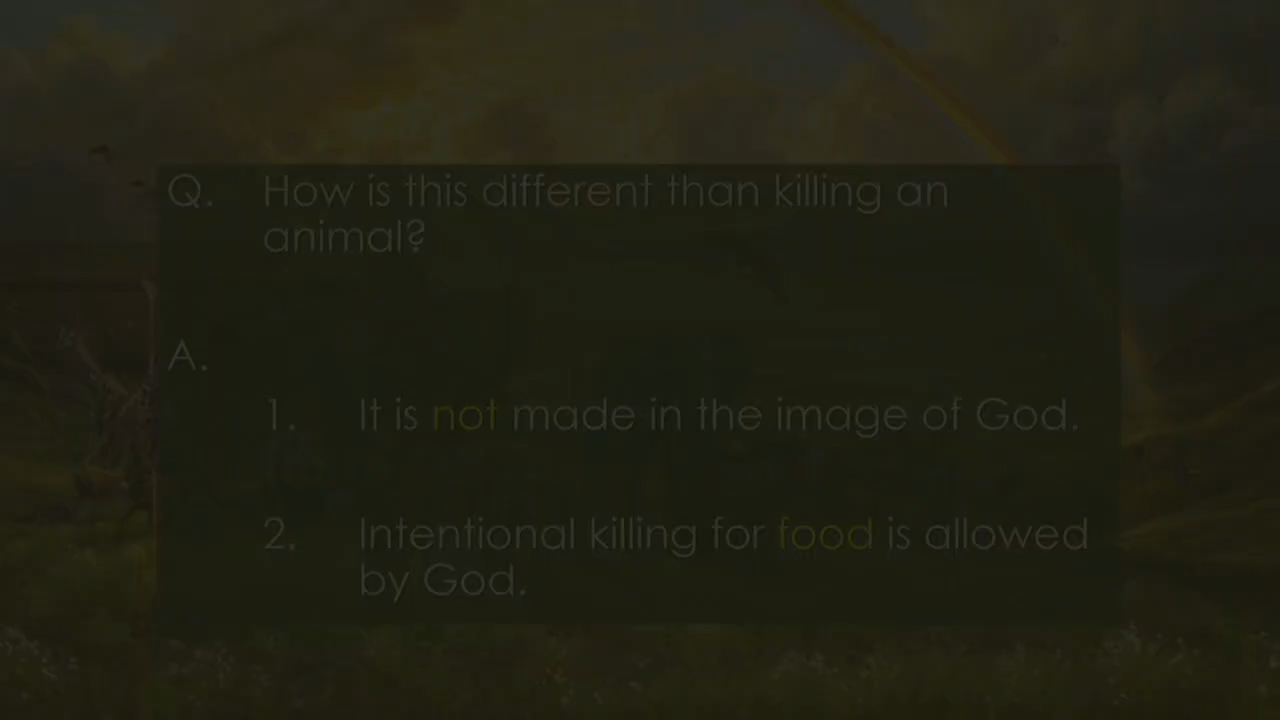 Q. How is this different than killing an
animal?
A.
1. It is not made in the image of God.
2. Intentional killing for food is allowed
by God.